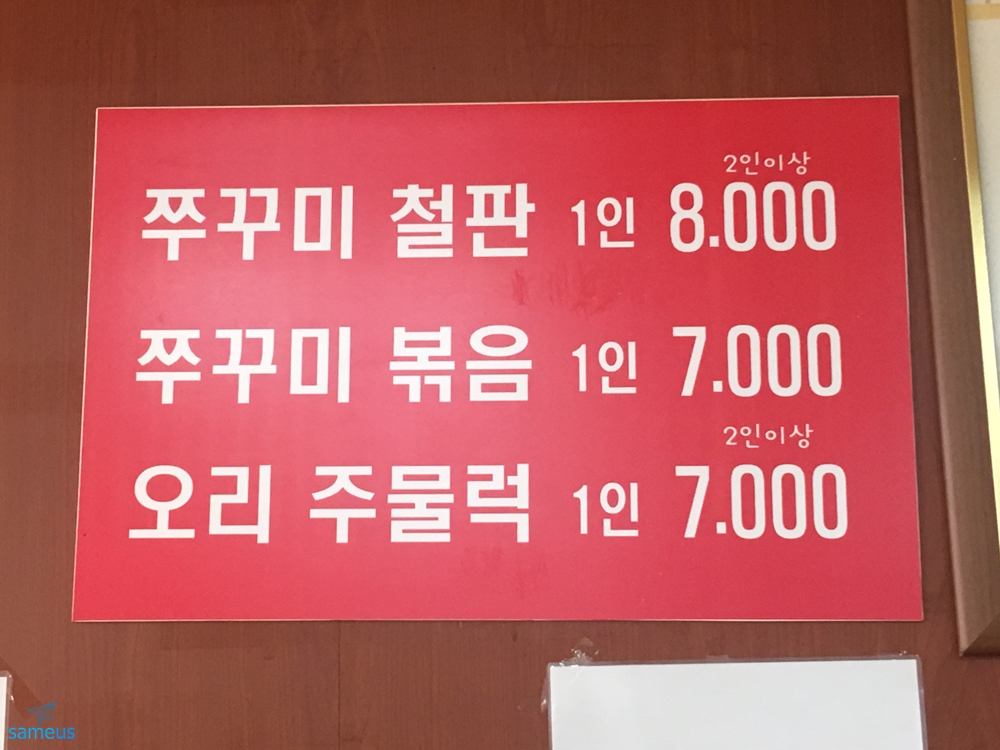 2인이상
쭈꾸미 철판 1인 8.000
쭈꾸미 볶음 1인 7.000
2인이상
오리 주물럭 1인 7.000
sameus